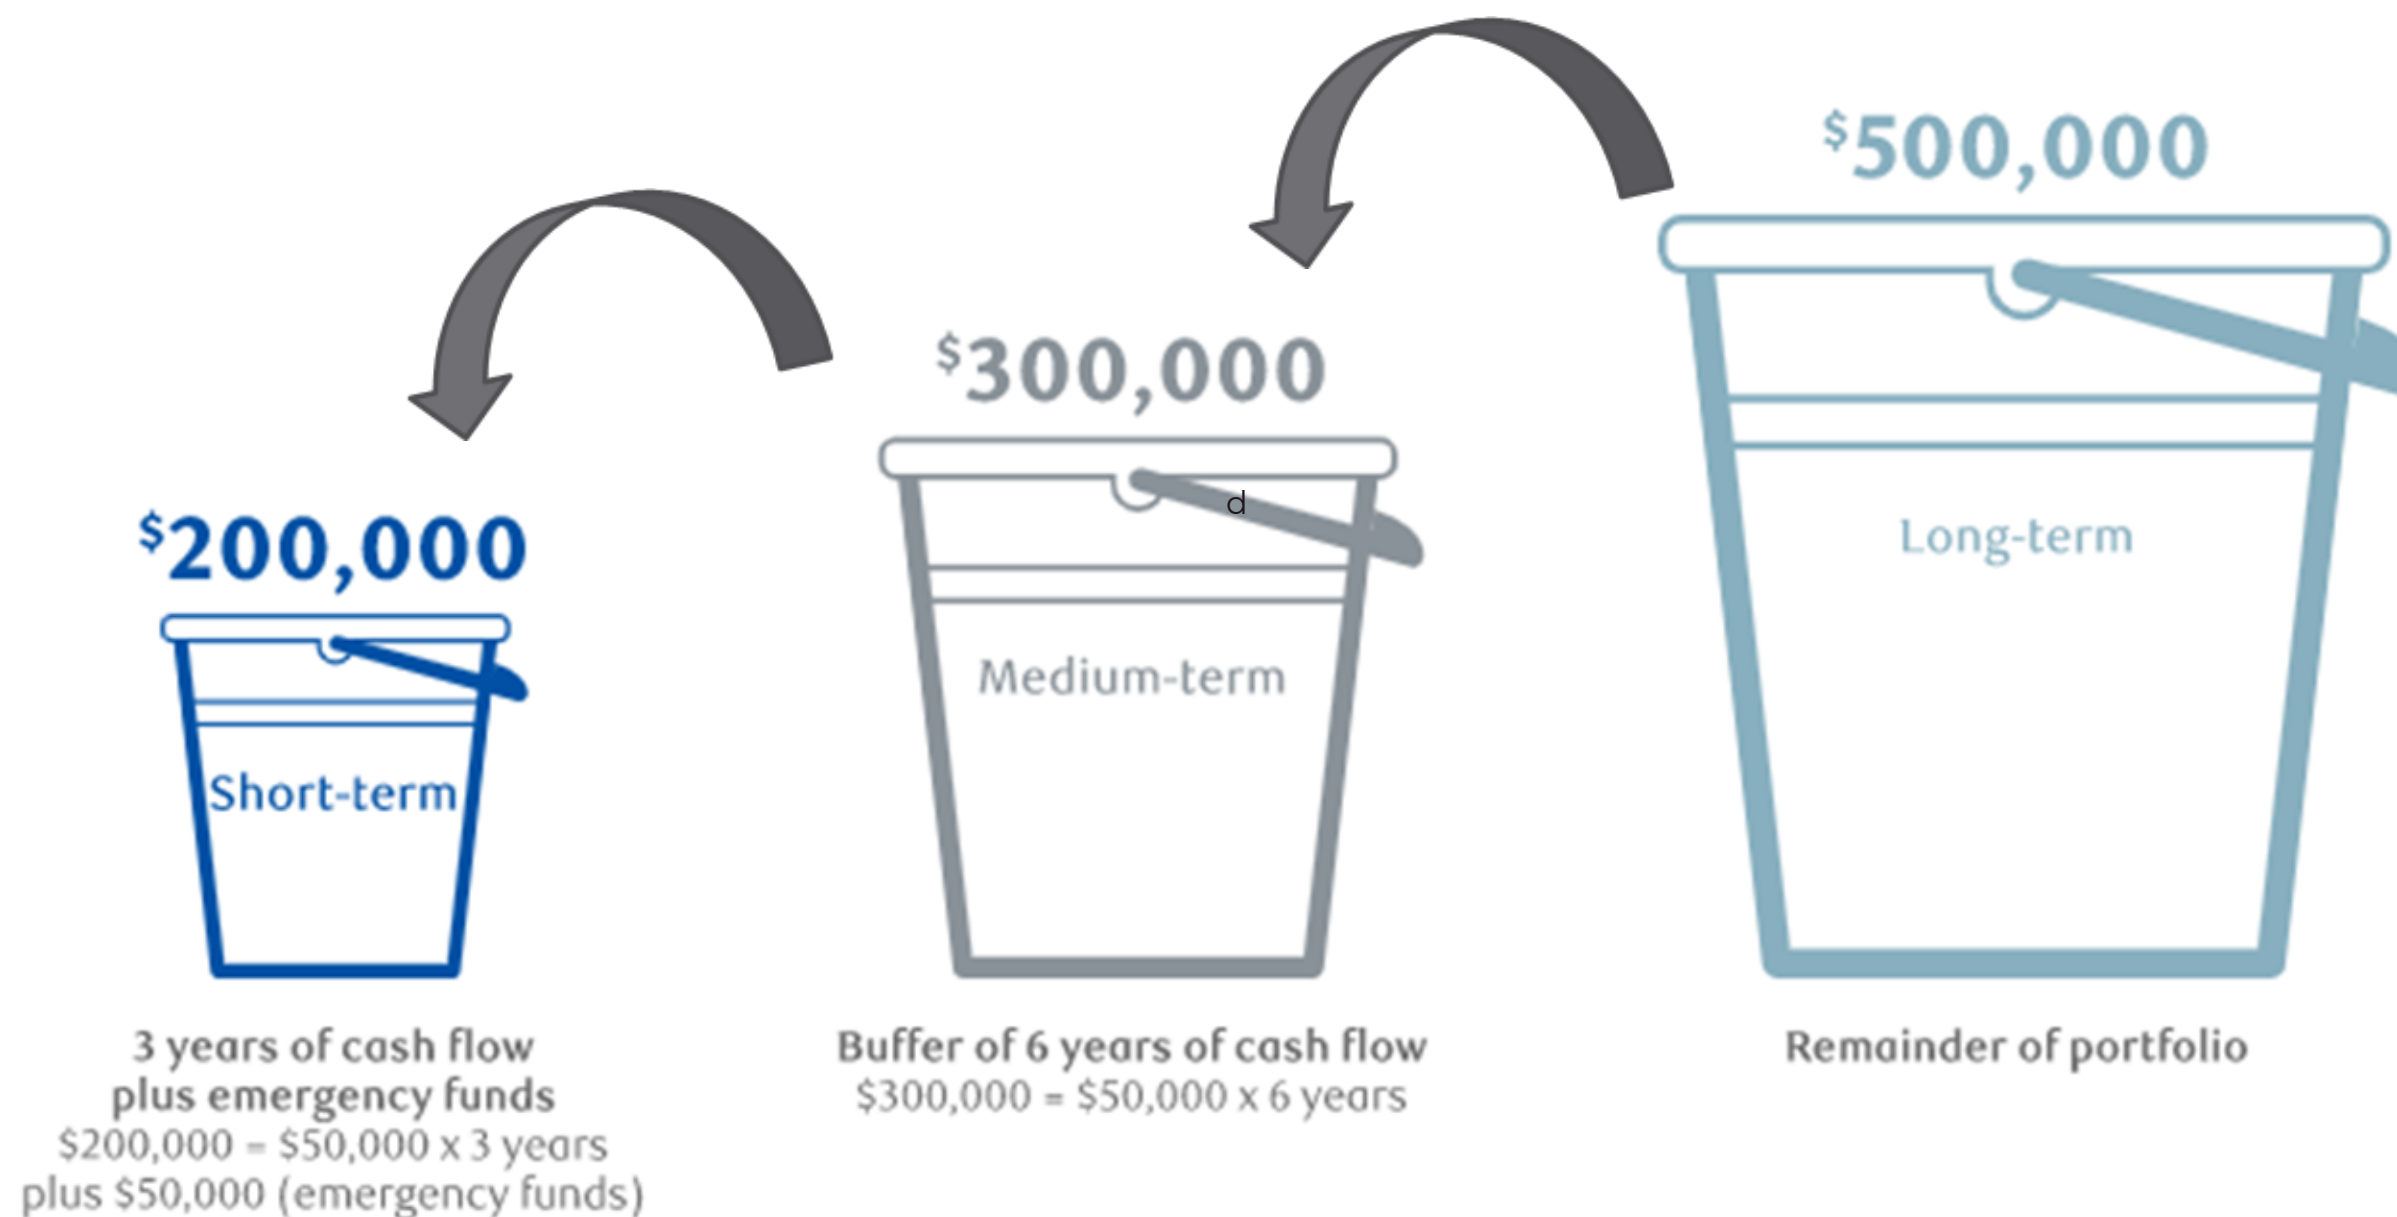 $200,000
Short-term
3 years of cash flow
plus emergency funds
$200,000 = $50,000 x 3 years
plus $50,000 (emergency funds)
$300,000
d
Medium-term
Buffer of 6 years of cash flow
$300,000 = $50,000 x 6 years
$500,000
Long-term
Remainder of portfolio